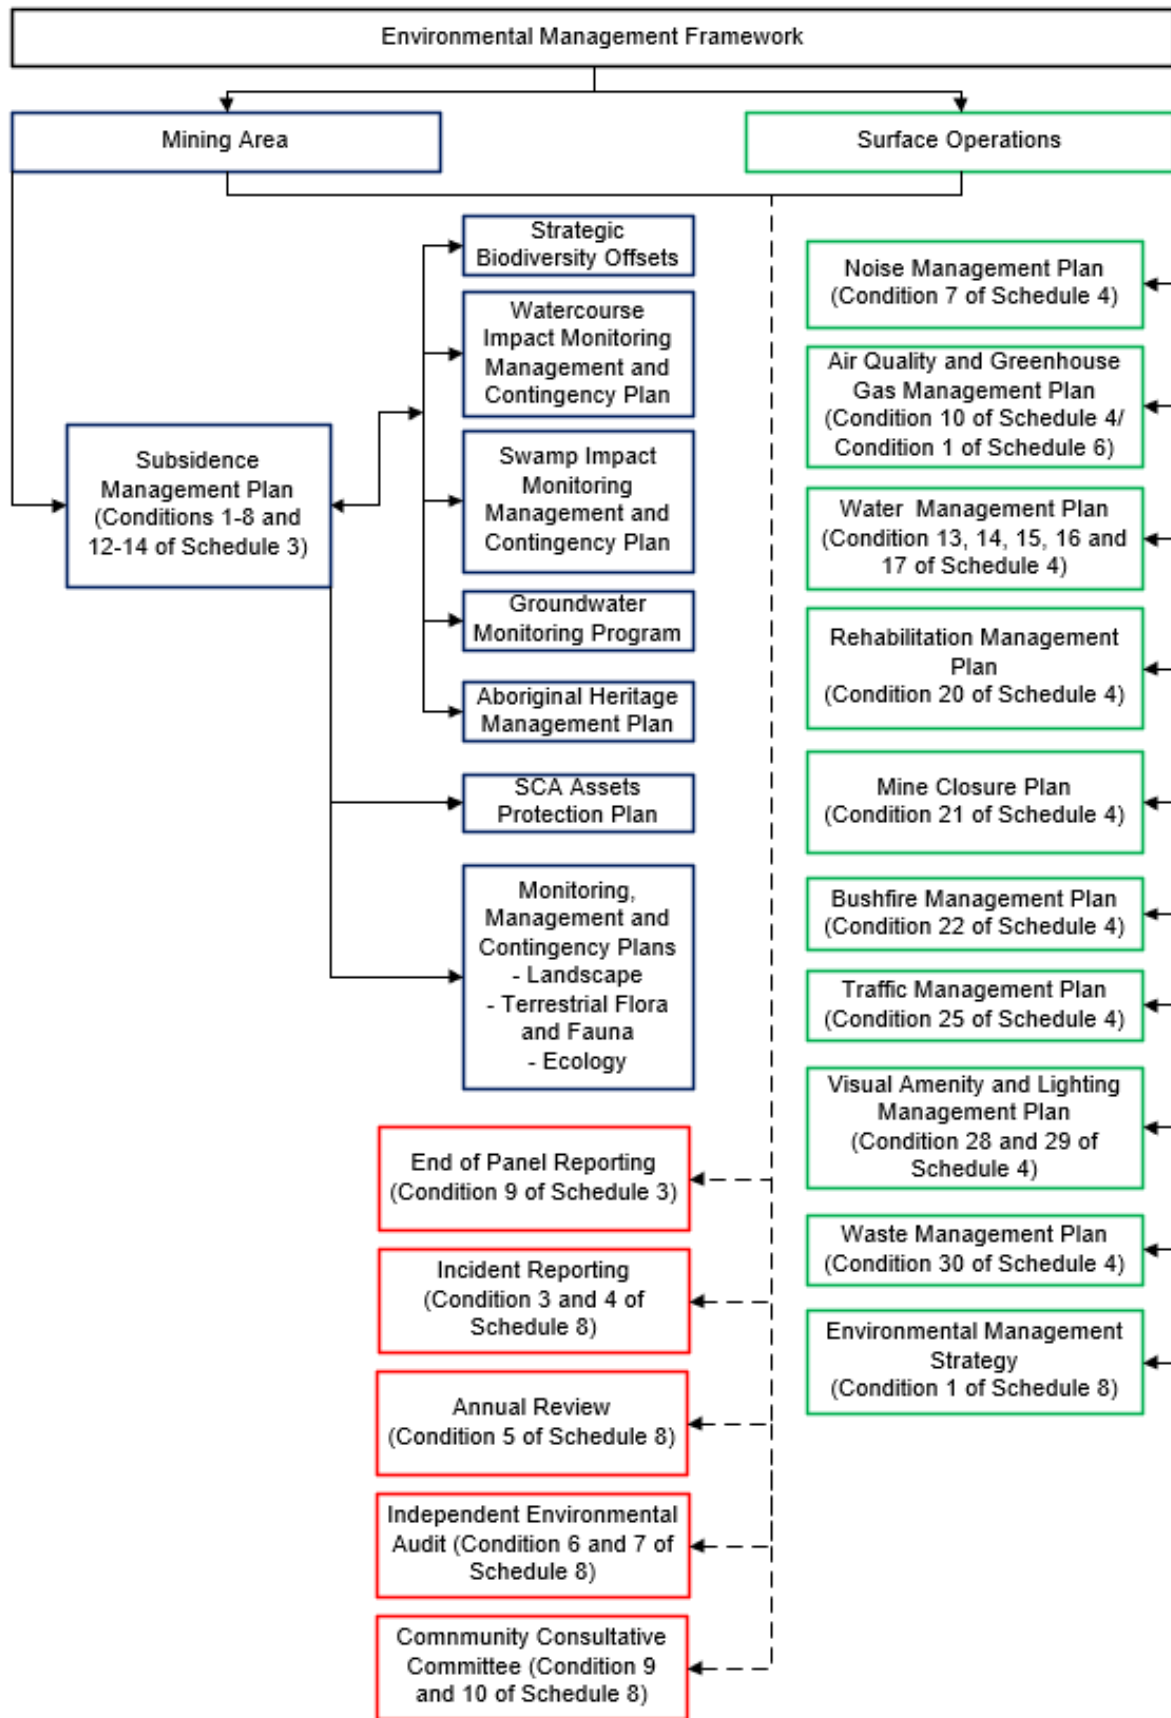 Environmental Management Framework
Mining Area
Surface Operations
Strategic
Biodiversity Offsets
Watercourse
Impact Monitoring
Management and
Contingency Plan
Subsidence
Management Plan
(Conditions 1-8 and
12-14 of Schedule 3)
Swamp Impact
Monitoring
Management and
Contingency Plan
Groundwater
Monitoring Program
Aboriginal Heritage
Management Plan
SCA Assets
Protection Plan
Monitoring,
Management and
Contingency Plans
- Landscape
- Terrestrial Flora
and Fauna
- Ecology
End of Panel Reporting
(Condition 9 of Schedule 3)
Incident Reporting
(Condition 3 and 4 of
Schedule 8)
Annual Review
(Condition 5 of Schedule 8)
Independent Environmental
Audit (Condition 6 and 7 of
Schedule 8)
Comnmunity Consultative
Committee (Condition 9
and 10 of Schedule 8)
Noise Management Plan
(Condition 7 of Schedule 4)
Air Quality and Greenhouse
Gas Management Plan
(Condition 10 of Schedule 4/
Condition 1 of Schedule 6)
Water  Management Plan
(Condition 13, 14, 15, 16 and
17 of Schedule 4)
Rehabilitation Management
Plan
(Condition 20 of Schedule 4)
Mine Closure Plan
(Condition 21 of Schedule 4)
Bushfire Management Plan
(Condition 22 of Schedule 4)
Traffic Management Plan
(Condition 25 of Schedule 4)
Visual Amenity and Lighting
Management Plan
(Condition 28 and 29 of
Schedule 4)
Waste Management Plan
(Condition 30 of Schedule 4)
Environmental Management
Strategy
(Condition 1 of Schedule 8)